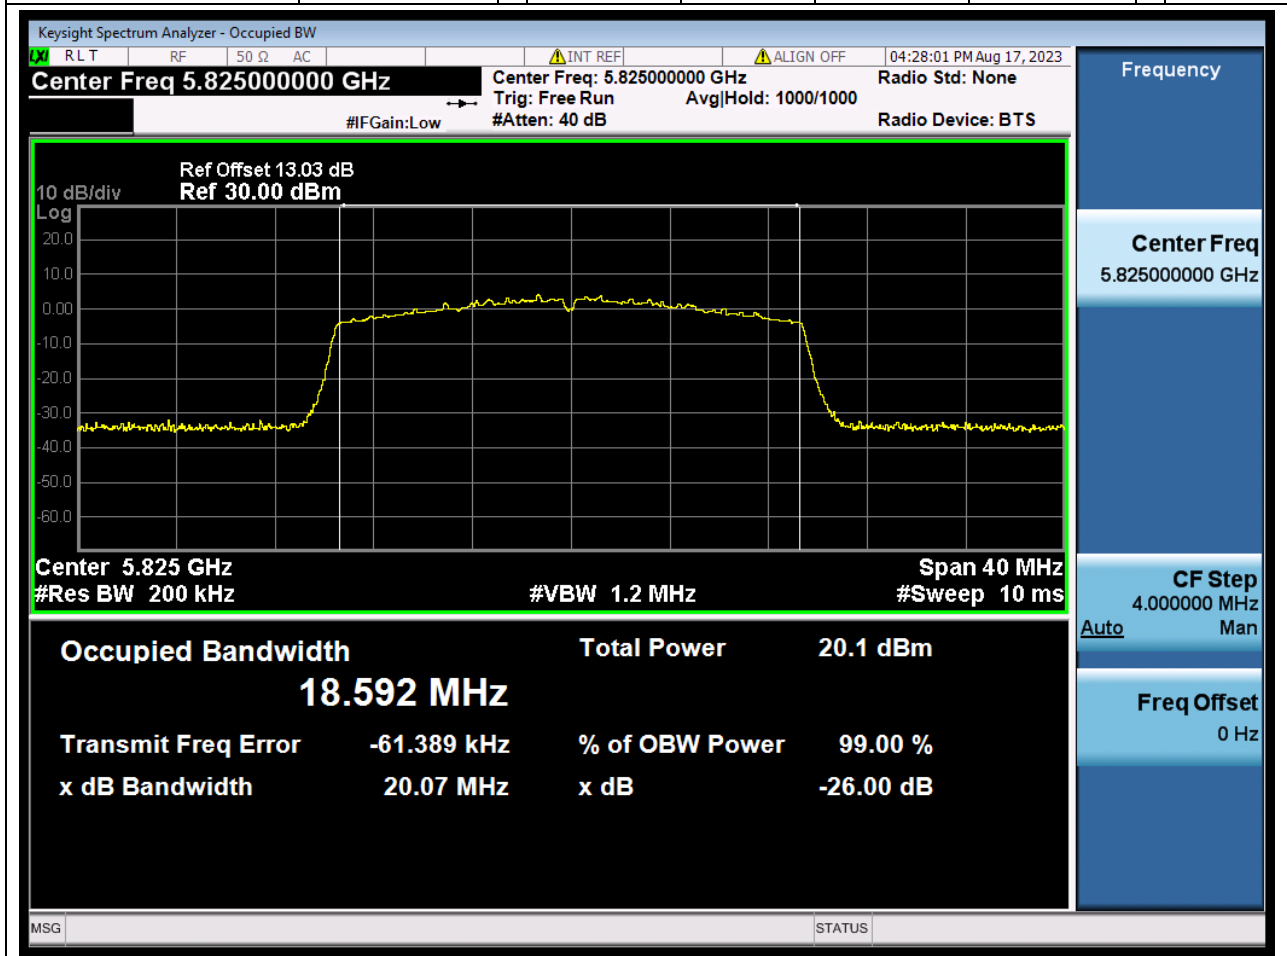 Keysight Spectrum Analyzer - Occupied BW
LXI RLT RF 50 Ω AC INT REF ALIGN OFF 04:28:01 PM Aug 17, 2023
Center Freq 5.825000000 GHz
Center Freq: 5.825000000 GHz Radio Std: None
Trig: Free Run Avg|Hold: 1000/1000
#IFGain:Low #Atten: 40 dB Radio Device: BTS
Ref Offset 13.03 dB
10 dB/div Ref 30.00 dBm
Log
20.0
10.0
0.00
-10.0
-20.0
-30.0
-40.0
-50.0
-60.0
Center 5.825 GHz Span 40 MHz
#Res BW 200 kHz #VBW 1.2 MHz #Sweep 10 ms
Occupied Bandwidth Total Power 20.1 dBm
18.592 MHz
Transmit Freq Error -61.389 kHz % of OBW Power 99.00 %
x dB Bandwidth 20.07 MHz x dB -26.00 dB
MSG STATUS
Frequency
Center Freq
5.825000000 GHz
CF Step
4.000000 MHz
Auto Man
Freq Offset
0 Hz